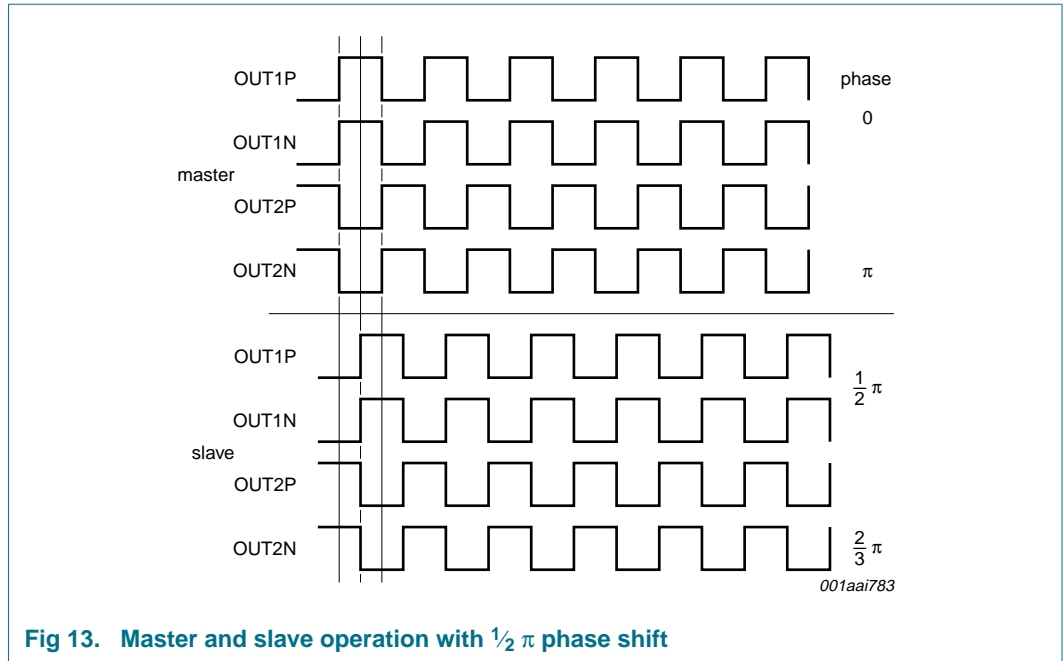 OUT1P
phase
0
OUT1N
master
OUT2P
OUT2N
π
OUT1P
1/2 π
OUT1N
slave
OUT2P
OUT2N
2/3 π
001aai783
Fig 13. Master and slave operation with 1⁄2 π phase shift